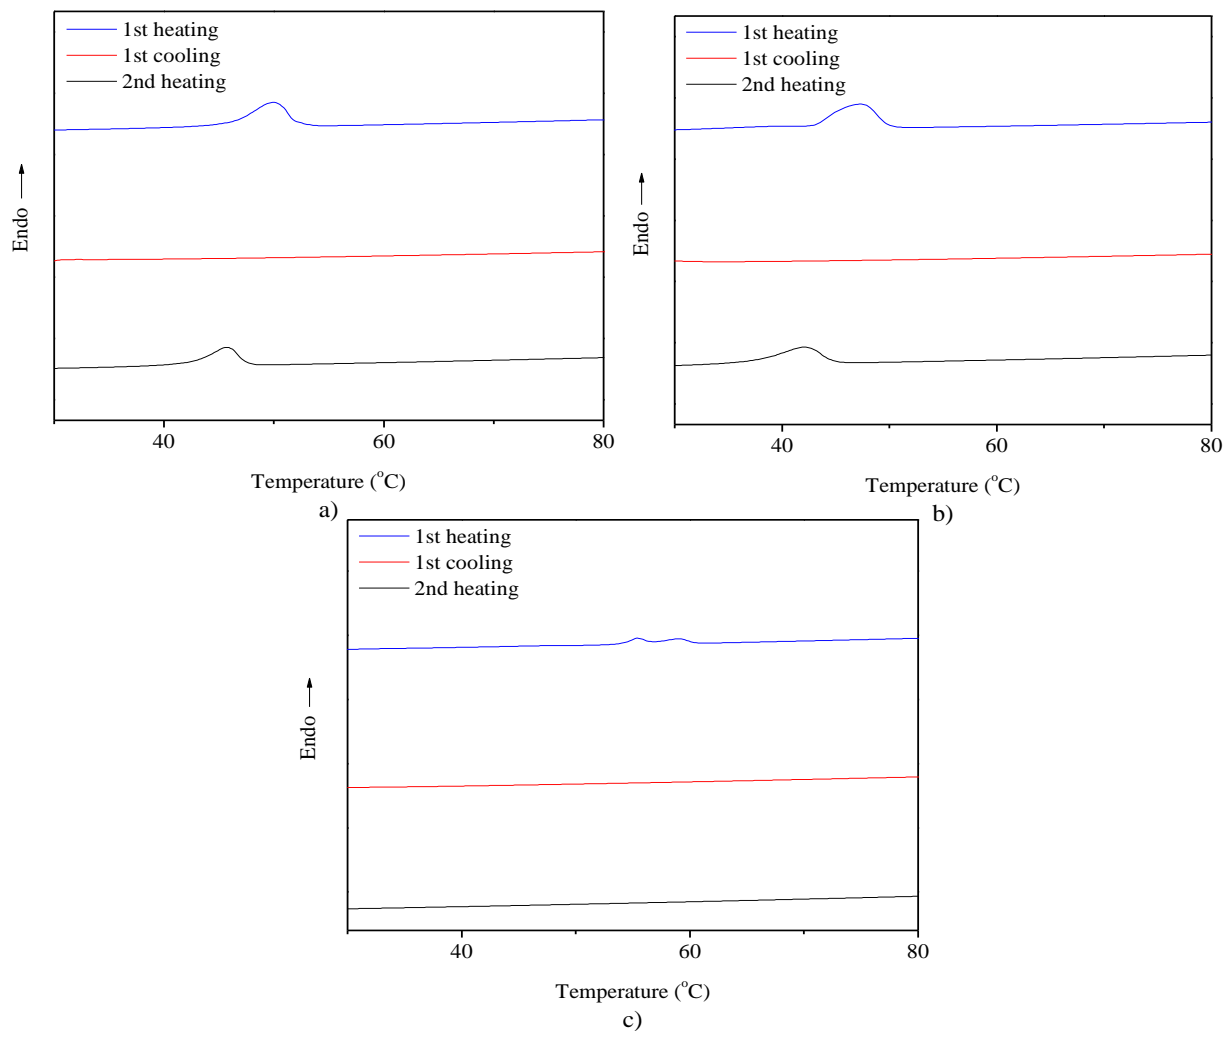 1st heating
1st cooling
2nd heating
Endo
40
60
80
Temperature (°C)
a)
1st heating
1st cooling
2nd heating
Endo
40
60
80
Temperature (°C)
b)
1st heating
1st cooling
2nd heating
Endo
40
60
80
Temperature (°C)
c)